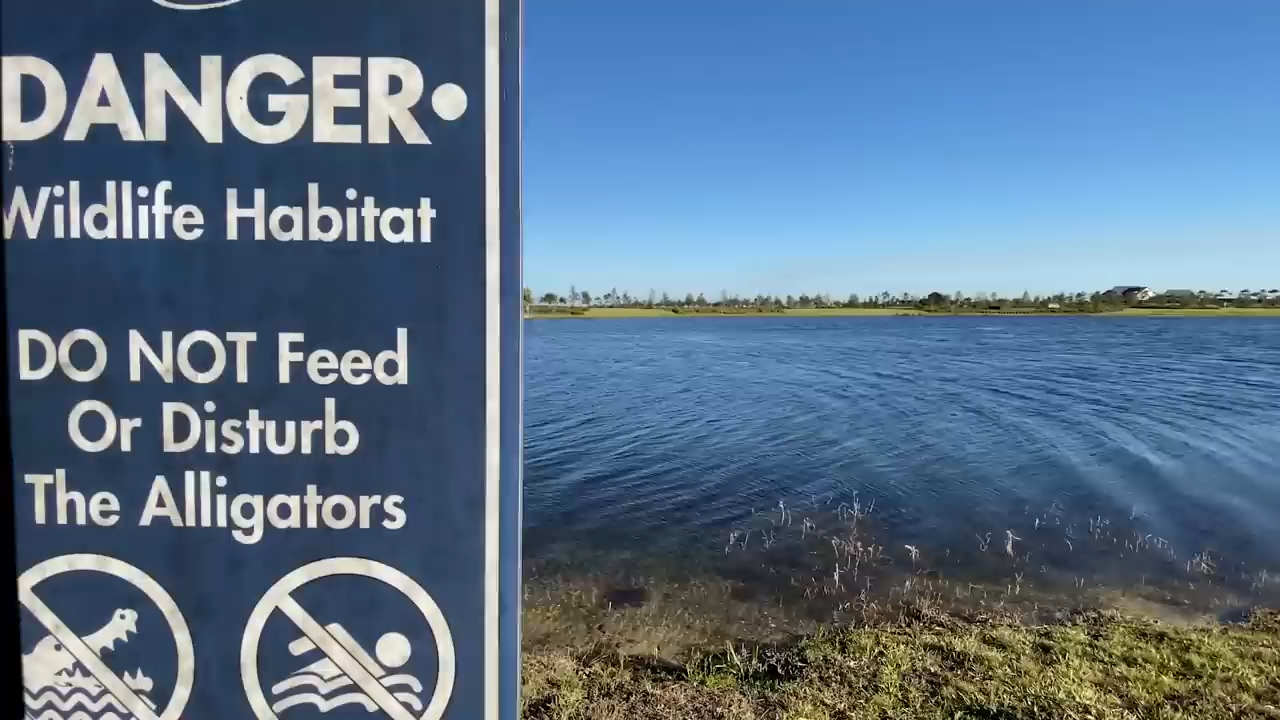 DANGER•
Wildlife Habitat
DO NOT Feed
Or Disturb
The Alligators